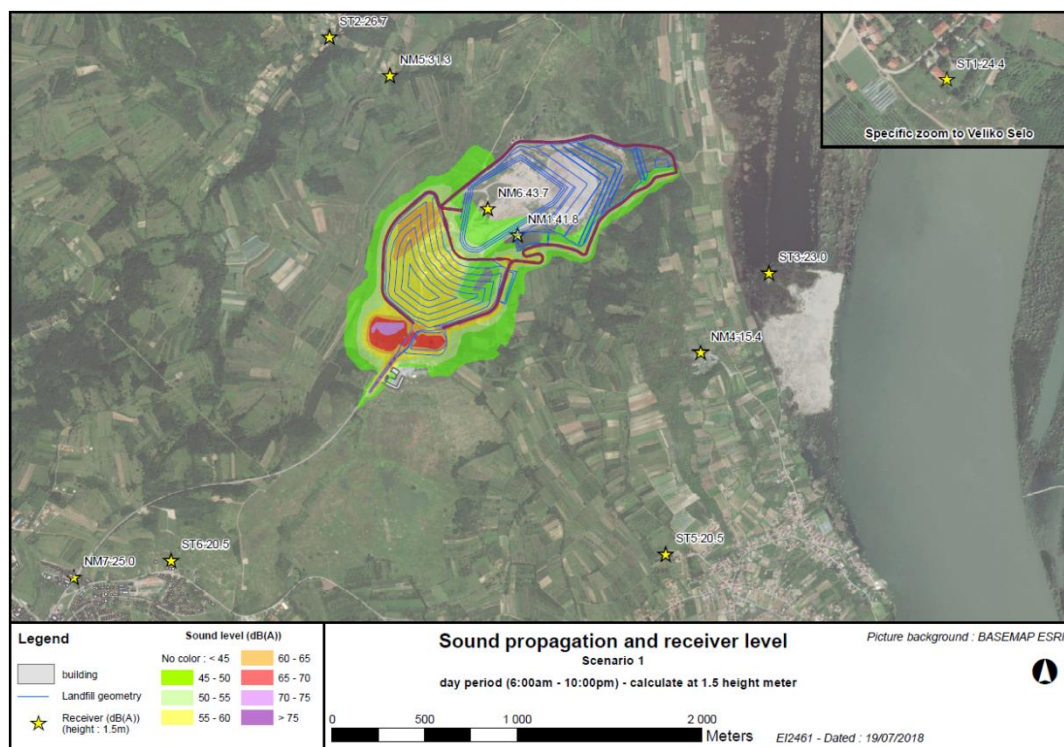 ST2:26.7
NM5:31.3
ST1:24.4
Specific zoom to Veliko Selo
NM6:43.7
NM1:41.8
ST3:23.0
NM4:15.4
ST6:20.5
ST5:20.5
NM7:25.0
Legend
building
Landfill geometry
Receiver (dB(A))
(height : 1.5m)
Sound level (dB(A))
No color : < 45
45 - 50
50 - 55
55 - 60
60 - 65
65 - 70
70 - 75
> 75
Sound propagation and receiver level
Scenario 1
day period (6:00am - 10:00pm) - calculate at 1.5 height meter
0 500 1 000 2 000
Meters
Picture background : BASEMAP ESRI
EI2461 - Dated : 19/07/2018